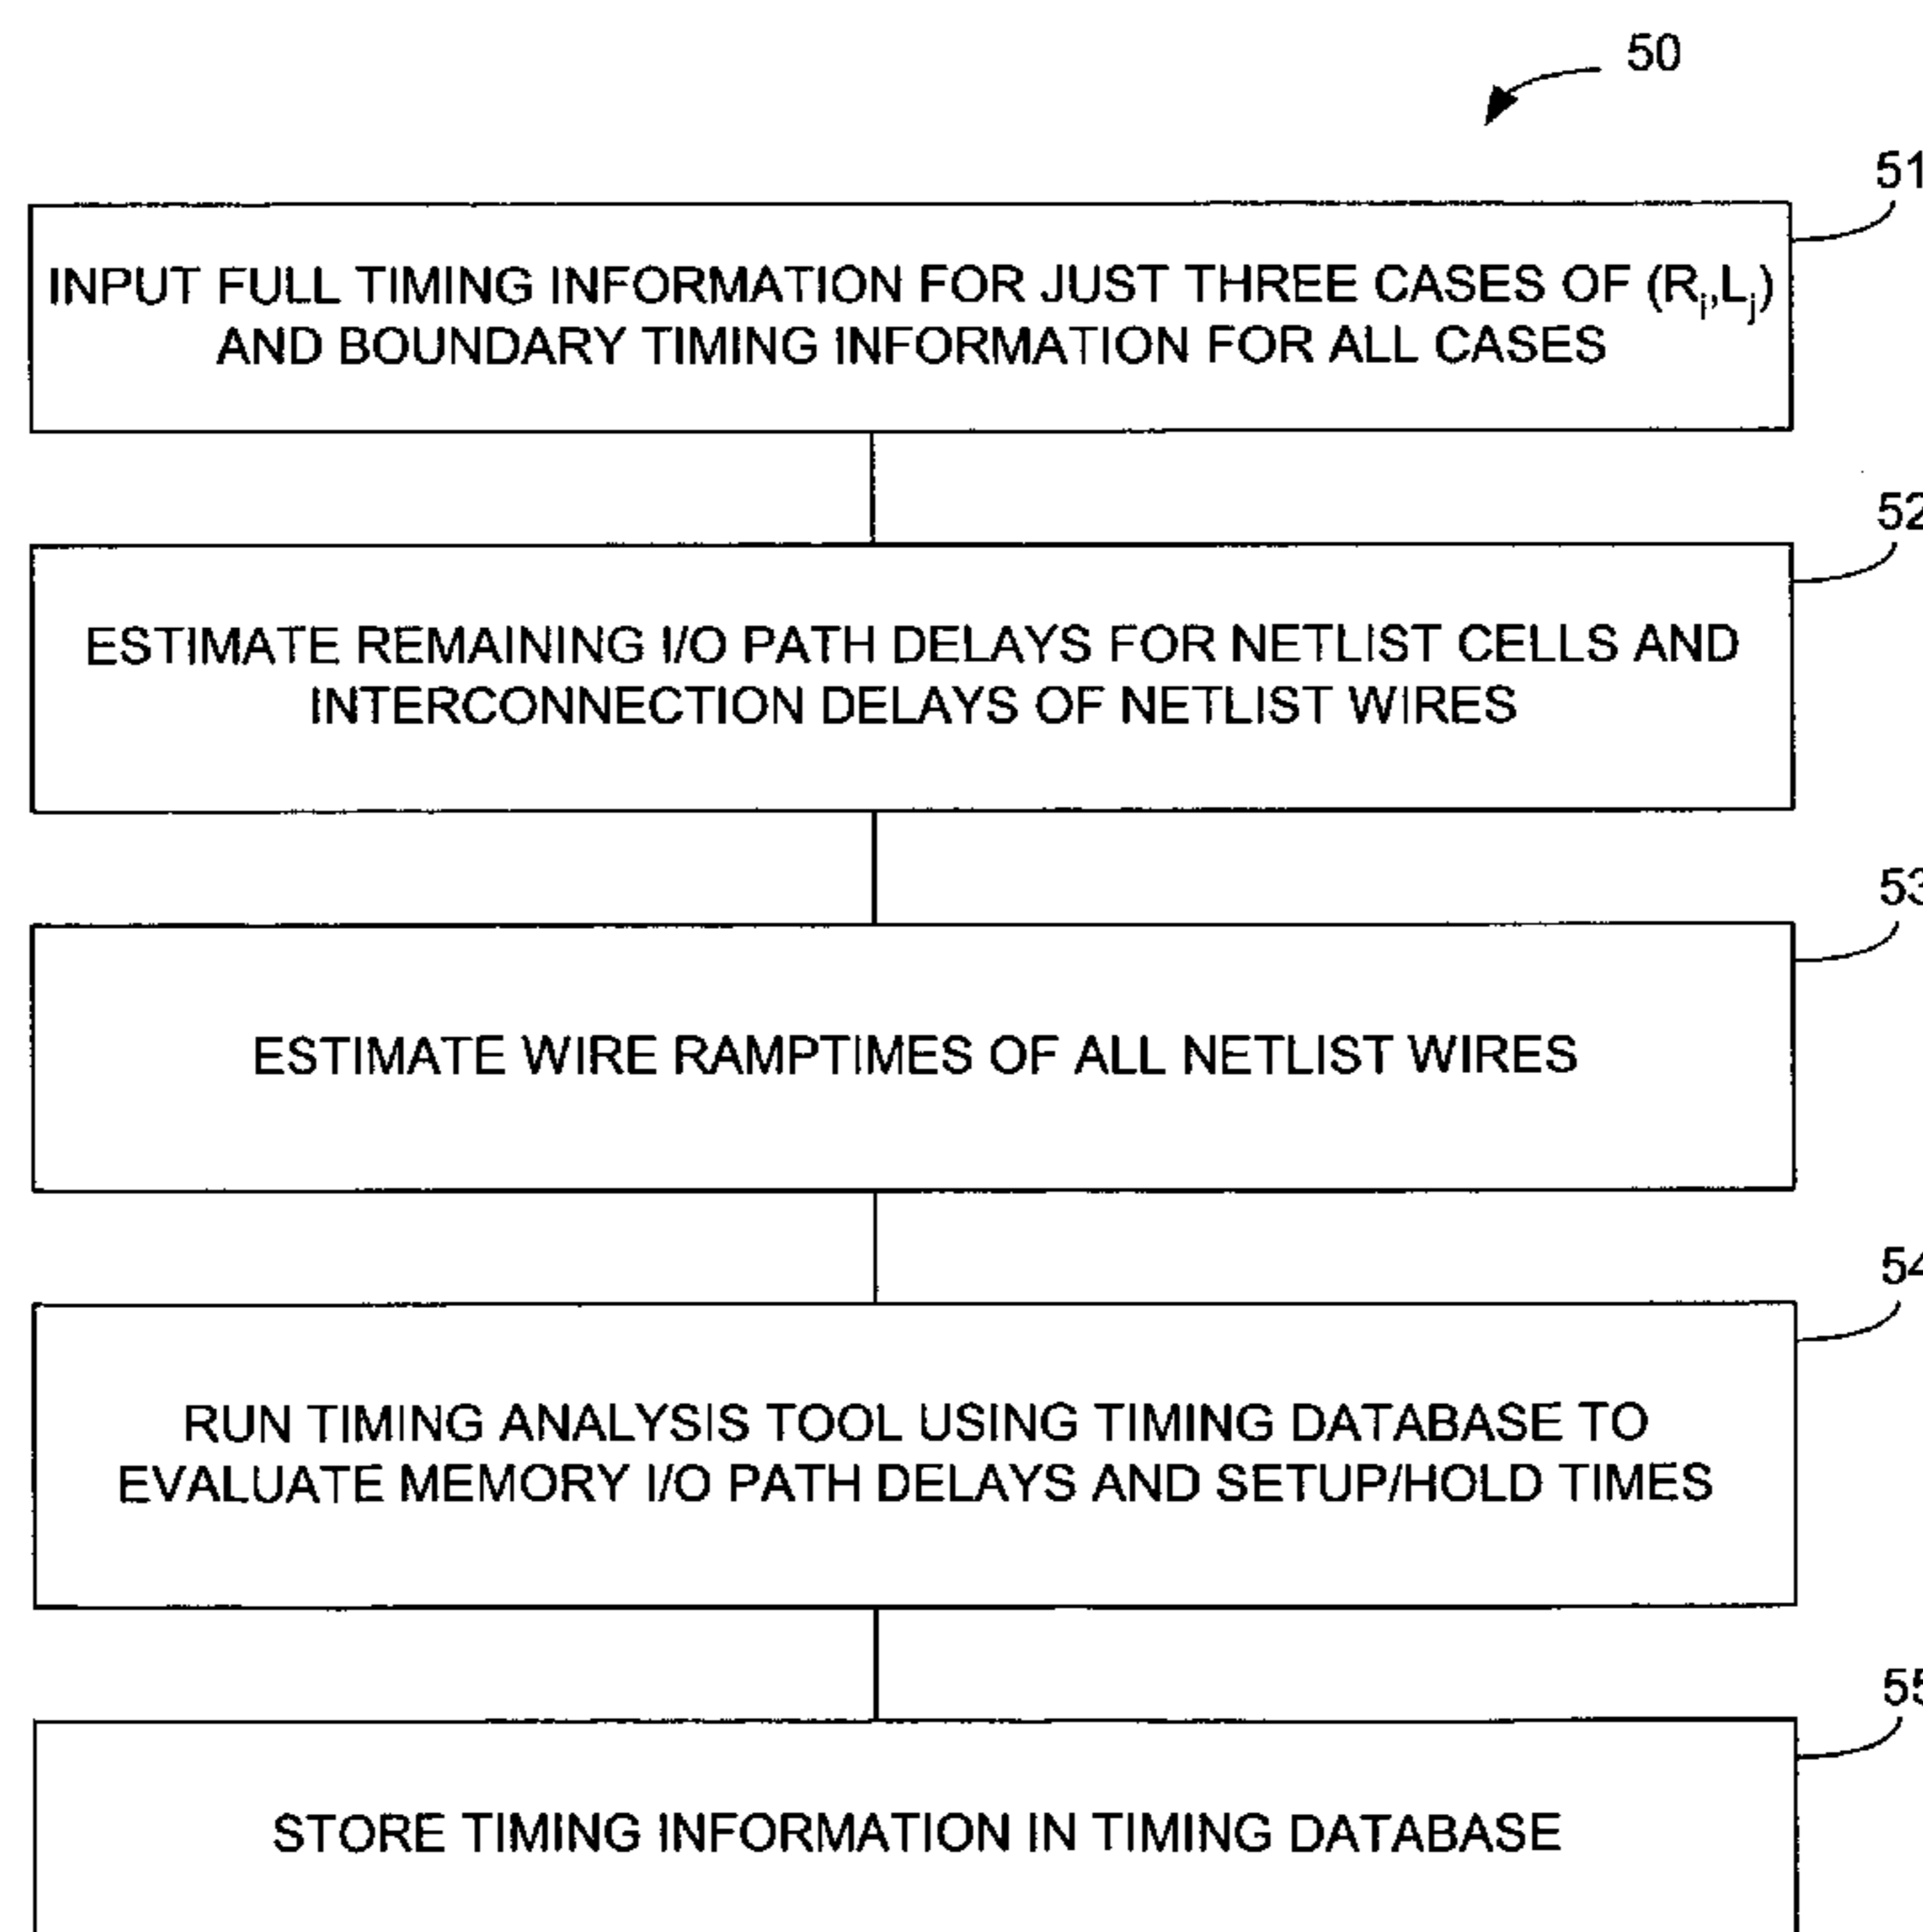 50
51
INPUT FULL TIMING INFORMATION FOR JUST THREE CASES OF (Ri,Lj)
AND BOUNDARY TIMING INFORMATION FOR ALL CASES
52
ESTIMATE REMAINING I/O PATH DELAYS FOR NETLIST CELLS AND
INTERCONNECTION DELAYS OF NETLIST WIRES
53
ESTIMATE WIRE RAMPTIMES OF ALL NETLIST WIRES
54
RUN TIMING ANALYSIS TOOL USING TIMING DATABASE TO
EVALUATE MEMORY I/O PATH DELAYS AND SETUP/HOLD TIMES
55
STORE TIMING INFORMATION IN TIMING DATABASE